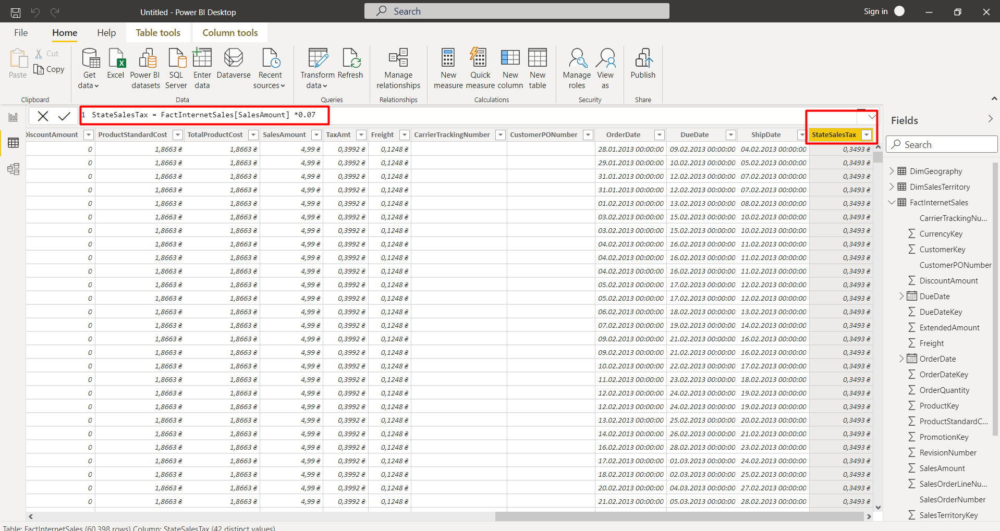 Untitled - Power BI Desktop
Search
Sign in
File Home Help Table tools Column tools
Paste
Cut
Copy
Clipboard
Get data
Excel
Power BI datasets
SQL Server
Enter data
Dataverse
Recent sources
Data
Transform data
Refresh
Queries
Manage relationships
Relationships
New measure
Quick measure
New column
New table
Calculations
Manage roles
View as
Security
Publish
Share
1 StateSalesTax = FactInternetSales[SalesAmount] *0.07
DiscountAmount ProductStandardCost TotalProductCost SalesAmount TaxAmt Freight CarrierTrackingNumber CustomerPONumber OrderDate DueDate ShipDate StateSalesTax
0 1,8663 ₴ 1,8663 ₴ 4,99 ₴ 0,3992 ₴ 0,1248 ₴ 28.01.2013 00:00:00 09.02.2013 00:00:00 04.02.2013 00:00:00 0,3493 ₴
0 1,8663 ₴ 1,8663 ₴ 4,99 ₴ 0,3992 ₴ 0,1248 ₴ 29.01.2013 00:00:00 10.02.2013 00:00:00 05.02.2013 00:00:00 0,3493 ₴
0 1,8663 ₴ 1,8663 ₴ 4,99 ₴ 0,3992 ₴ 0,1248 ₴ 31.01.2013 00:00:00 12.02.2013 00:00:00 07.02.2013 00:00:00 0,3493 ₴
0 1,8663 ₴ 1,8663 ₴ 4,99 ₴ 0,3992 ₴ 0,1248 ₴ 31.01.2013 00:00:00 12.02.2013 00:00:00 07.02.2013 00:00:00 0,3493 ₴
0 1,8663 ₴ 1,8663 ₴ 4,99 ₴ 0,3992 ₴ 0,1248 ₴ 01.02.2013 00:00:00 13.02.2013 00:00:00 08.02.2013 00:00:00 0,3493 ₴
0 1,8663 ₴ 1,8663 ₴ 4,99 ₴ 0,3992 ₴ 0,1248 ₴ 03.02.2013 00:00:00 15.02.2013 00:00:00 10.02.2013 00:00:00 0,3493 ₴
0 1,8663 ₴ 1,8663 ₴ 4,99 ₴ 0,3992 ₴ 0,1248 ₴ 03.02.2013 00:00:00 15.02.2013 00:00:00 10.02.2013 00:00:00 0,3493 ₴
0 1,8663 ₴ 1,8663 ₴ 4,99 ₴ 0,3992 ₴ 0,1248 ₴ 04.02.2013 00:00:00 16.02.2013 00:00:00 11.02.2013 00:00:00 0,3493 ₴
0 1,8663 ₴ 1,8663 ₴ 4,99 ₴ 0,3992 ₴ 0,1248 ₴ 04.02.2013 00:00:00 16.02.2013 00:00:00 11.02.2013 00:00:00 0,3493 ₴
0 1,8663 ₴ 1,8663 ₴ 4,99 ₴ 0,3992 ₴ 0,1248 ₴ 04.02.2013 00:00:00 16.02.2013 00:00:00 11.02.2013 00:00:00 0,3493 ₴
0 1,8663 ₴ 1,8663 ₴ 4,99 ₴ 0,3992 ₴ 0,1248 ₴ 05.02.2013 00:00:00 17.02.2013 00:00:00 12.02.2013 00:00:00 0,3493 ₴
0 1,8663 ₴ 1,8663 ₴ 4,99 ₴ 0,3992 ₴ 0,1248 ₴ 05.02.2013 00:00:00 17.02.2013 00:00:00 12.02.2013 00:00:00 0,3493 ₴
0 1,8663 ₴ 1,8663 ₴ 4,99 ₴ 0,3992 ₴ 0,1248 ₴ 06.02.2013 00:00:00 18.02.2013 00:00:00 13.02.2013 00:00:00 0,3493 ₴
0 1,8663 ₴ 1,8663 ₴ 4,99 ₴ 0,3992 ₴ 0,1248 ₴ 07.02.2013 00:00:00 19.02.2013 00:00:00 14.02.2013 00:00:00 0,3493 ₴
0 1,8663 ₴ 1,8663 ₴ 4,99 ₴ 0,3992 ₴ 0,1248 ₴ 09.02.2013 00:00:00 21.02.2013 00:00:00 16.02.2013 00:00:00 0,3493 ₴
0 1,8663 ₴ 1,8663 ₴ 4,99 ₴ 0,3992 ₴ 0,1248 ₴ 09.02.2013 00:00:00 21.02.2013 00:00:00 16.02.2013 00:00:00 0,3493 ₴
0 1,8663 ₴ 1,8663 ₴ 4,99 ₴ 0,3992 ₴ 0,1248 ₴ 10.02.2013 00:00:00 22.02.2013 00:00:00 17.02.2013 00:00:00 0,3493 ₴
0 1,8663 ₴ 1,8663 ₴ 4,99 ₴ 0,3992 ₴ 0,1248 ₴ 11.02.2013 00:00:00 23.02.2013 00:00:00 18.02.2013 00:00:00 0,3493 ₴
0 1,8663 ₴ 1,8663 ₴ 4,99 ₴ 0,3992 ₴ 0,1248 ₴ 12.02.2013 00:00:00 24.02.2013 00:00:00 19.02.2013 00:00:00 0,3493 ₴
0 1,8663 ₴ 1,8663 ₴ 4,99 ₴ 0,3992 ₴ 0,1248 ₴ 12.02.2013 00:00:00 24.02.2013 00:00:00 19.02.2013 00:00:00 0,3493 ₴
0 1,8663 ₴ 1,8663 ₴ 4,99 ₴ 0,3992 ₴ 0,1248 ₴ 13.02.2013 00:00:00 25.02.2013 00:00:00 20.02.2013 00:00:00 0,3493 ₴
0 1,8663 ₴ 1,8663 ₴ 4,99 ₴ 0,3992 ₴ 0,1248 ₴ 14.02.2013 00:00:00 26.02.2013 00:00:00 21.02.2013 00:00:00 0,3493 ₴
0 1,8663 ₴ 1,8663 ₴ 4,99 ₴ 0,3992 ₴ 0,1248 ₴ 16.02.2013 00:00:00 28.02.2013 00:00:00 23.02.2013 00:00:00 0,3493 ₴
0 1,8663 ₴ 1,8663 ₴ 4,99 ₴ 0,3992 ₴ 0,1248 ₴ 17.02.2013 00:00:00 01.03.2013 00:00:00 24.02.2013 00:00:00 0,3493 ₴
0 1,8663 ₴ 1,8663 ₴ 4,99 ₴ 0,3992 ₴ 0,1248 ₴ 18.02.2013 00:00:00 02.03.2013 00:00:00 25.02.2013 00:00:00 0,3493 ₴
0 1,8663 ₴ 1,8663 ₴ 4,99 ₴ 0,3992 ₴ 0,1248 ₴ 20.02.2013 00:00:00 04.03.2013 00:00:00 27.02.2013 00:00:00 0,3493 ₴
0 1,8663 ₴ 1,8663 ₴ 4,99 ₴ 0,3992 ₴ 0,1248 ₴ 21.02.2013 00:00:00 05.03.2013 00:00:00 28.02.2013 00:00:00 0,3493 ₴
Fields
Search
DimGeography
DimSalesTerritory
FactInternetSales
CarrierTrackingNu...
CurrencyKey
CustomerKey
CustomerPONumber
DiscountAmount
DueDate
DueDateKey
ExtendedAmount
Freight
OrderDate
OrderDateKey
OrderQuantity
ProductKey
ProductStandardC...
PromotionKey
RevisionNumber
SalesAmount
SalesOrderLineNu...
SalesOrderNumber
SalesTerritoryKey
Table: FactInternetSales (60 398 rows) Column: StateSalesTax (42 distinct values)